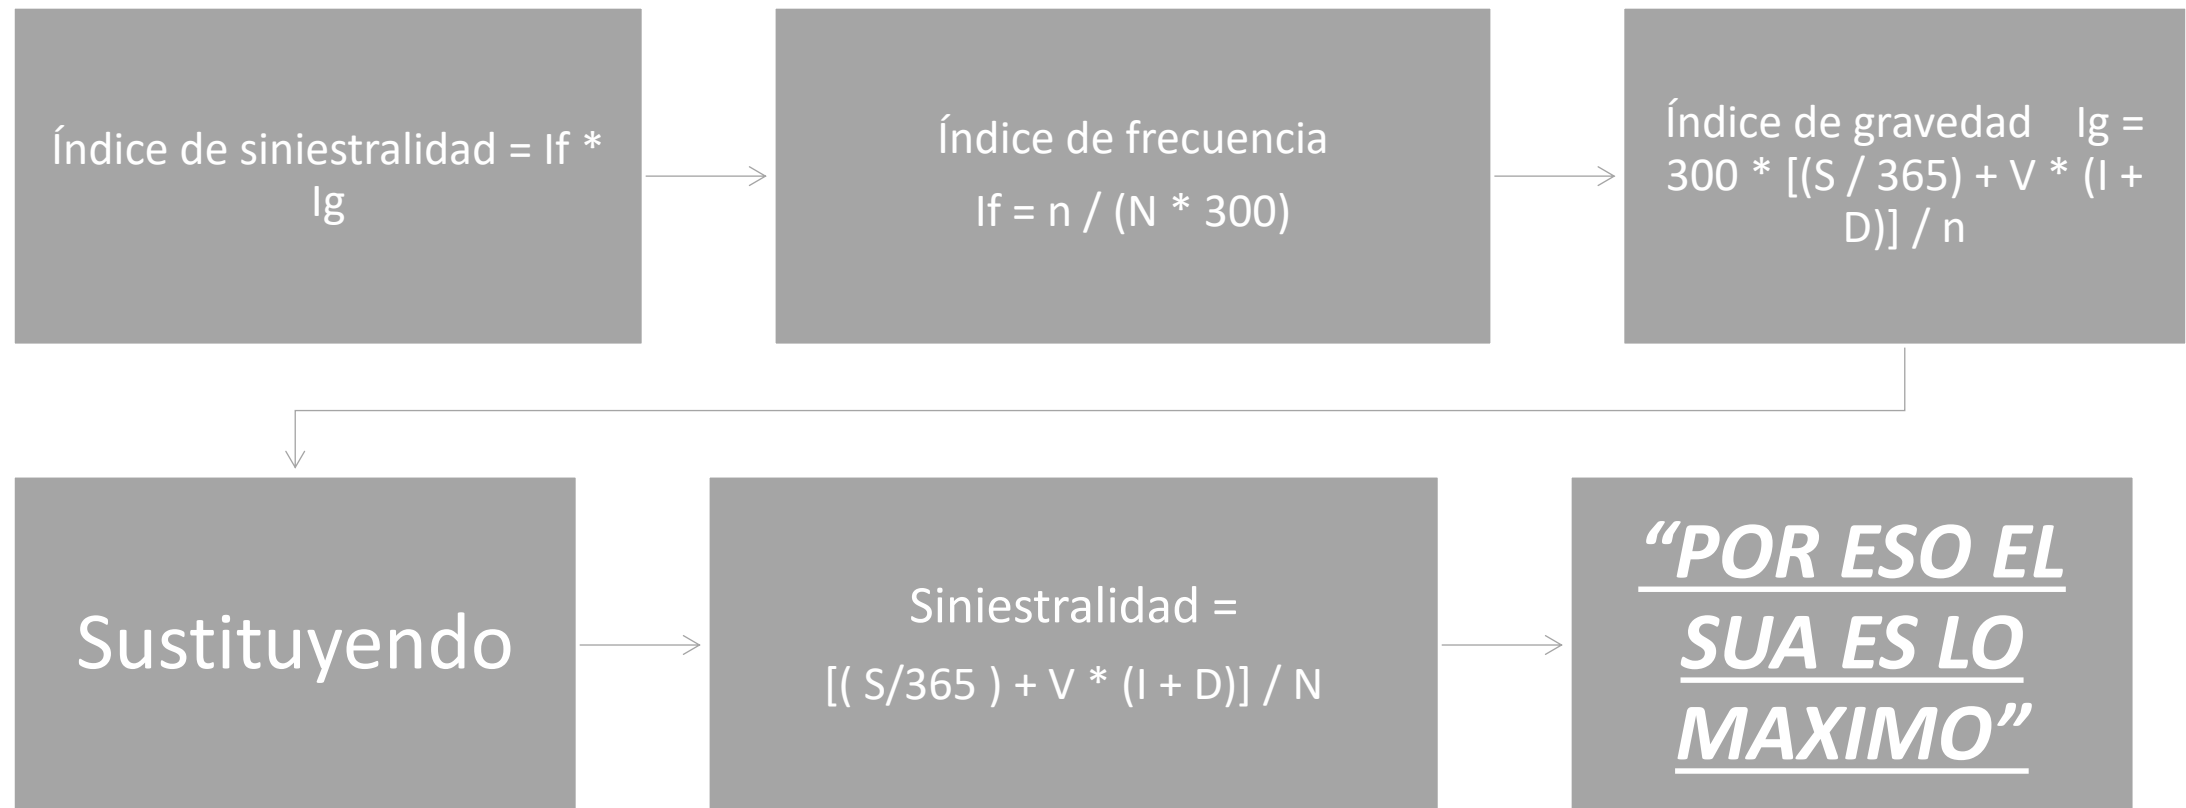 Índice de siniestralidad = If *
Ig
Índice de frecuencia
If = n / (N * 300)
Índice de gravedad    Ig =
300 * [(S / 365) + V * (I +
D)] / n
Sustituyendo
Siniestralidad =
[( S/365 ) + V * (I + D)] / N
“POR ESO EL
SUA ES LO
MAXIMO”